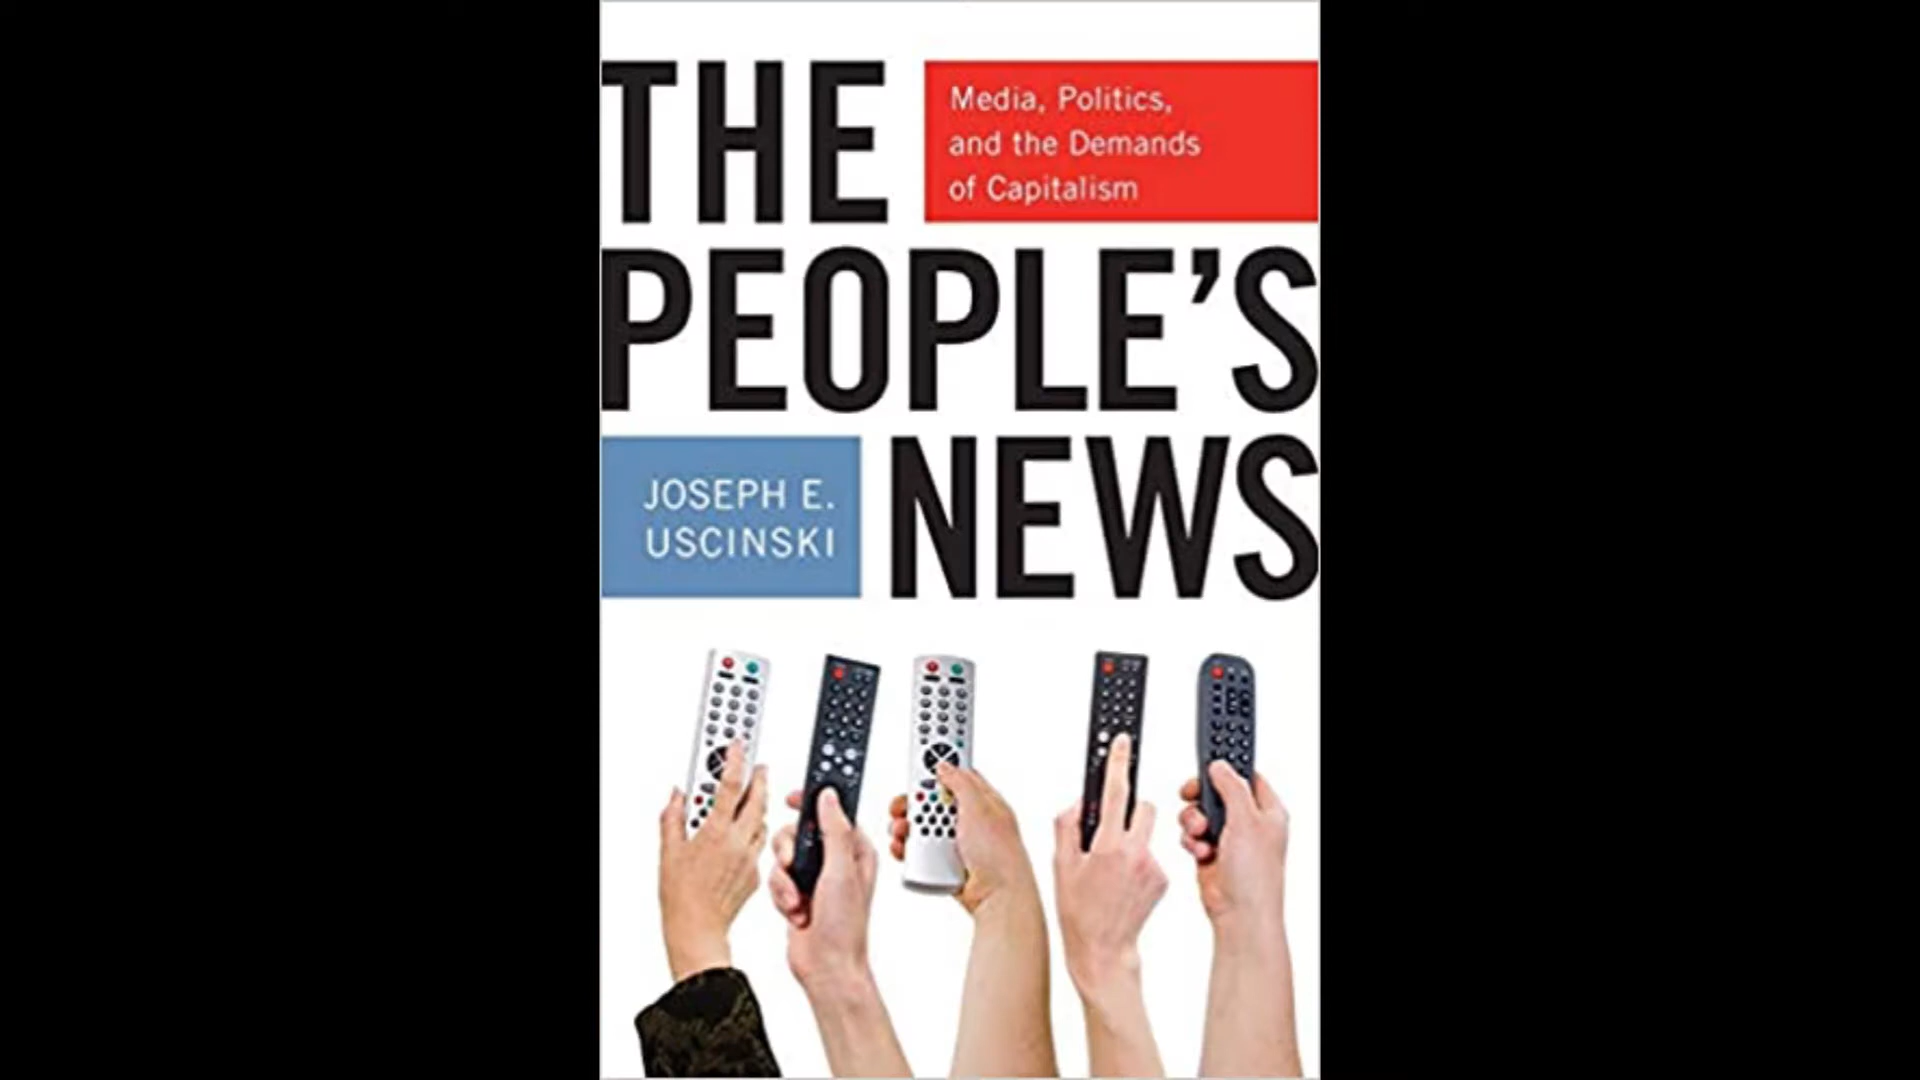 THE
Media, Politics,
and the Demands
of Capitalism
PEOPLE'S
JOSEPH E.
USCINSKI
NEWS